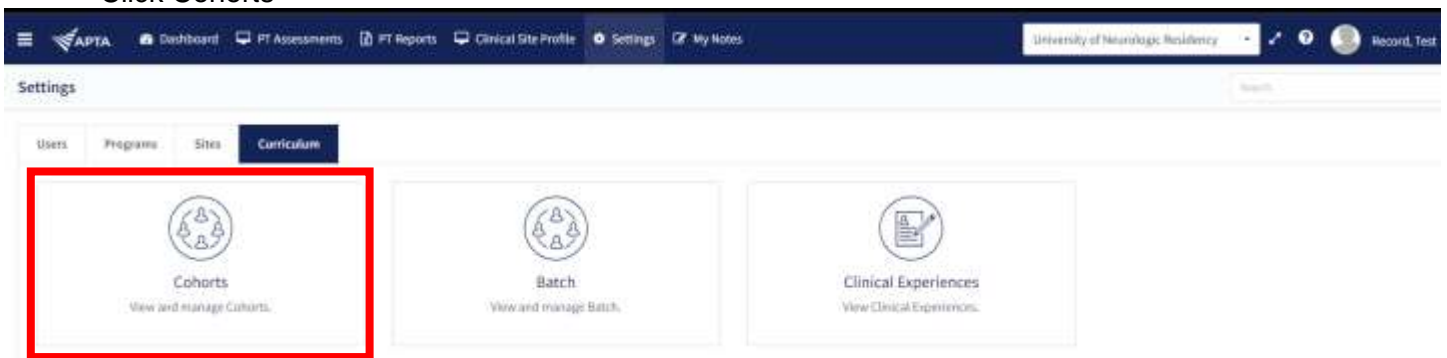 Click Cohorts
APTA Dashboard PT Assessments PT Reports Clinical Site Profile Settings My Notes University of Neurologic Residency Record, Test
Settings Search
Users Programs Sites Curriculum
Cohorts Batch Clinical Experiences
View and manage Cohorts. View and manage Batch. View Clinical Experiences.